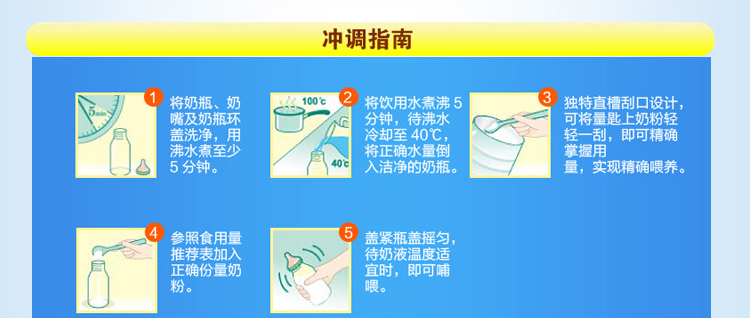 冲调指南
1
将奶瓶、奶
嘴及奶瓶环
盖洗净，用
沸水煮至少
5分钟。
5min
2
将饮用水煮沸5
分钟，待沸水
冷却至40℃，
将正确水量倒
入洁净的奶瓶。
100℃
40℃
3
独特直槽刮口设计，
可将量匙上奶粉轻
轻一刮，即可精确
掌握用
量，实现精确喂养。
4
参照食用量
推荐表加入
正确份量奶
粉。
5
盖紧瓶盖摇匀，
待奶液温度适
宜时，即可哺
喂。